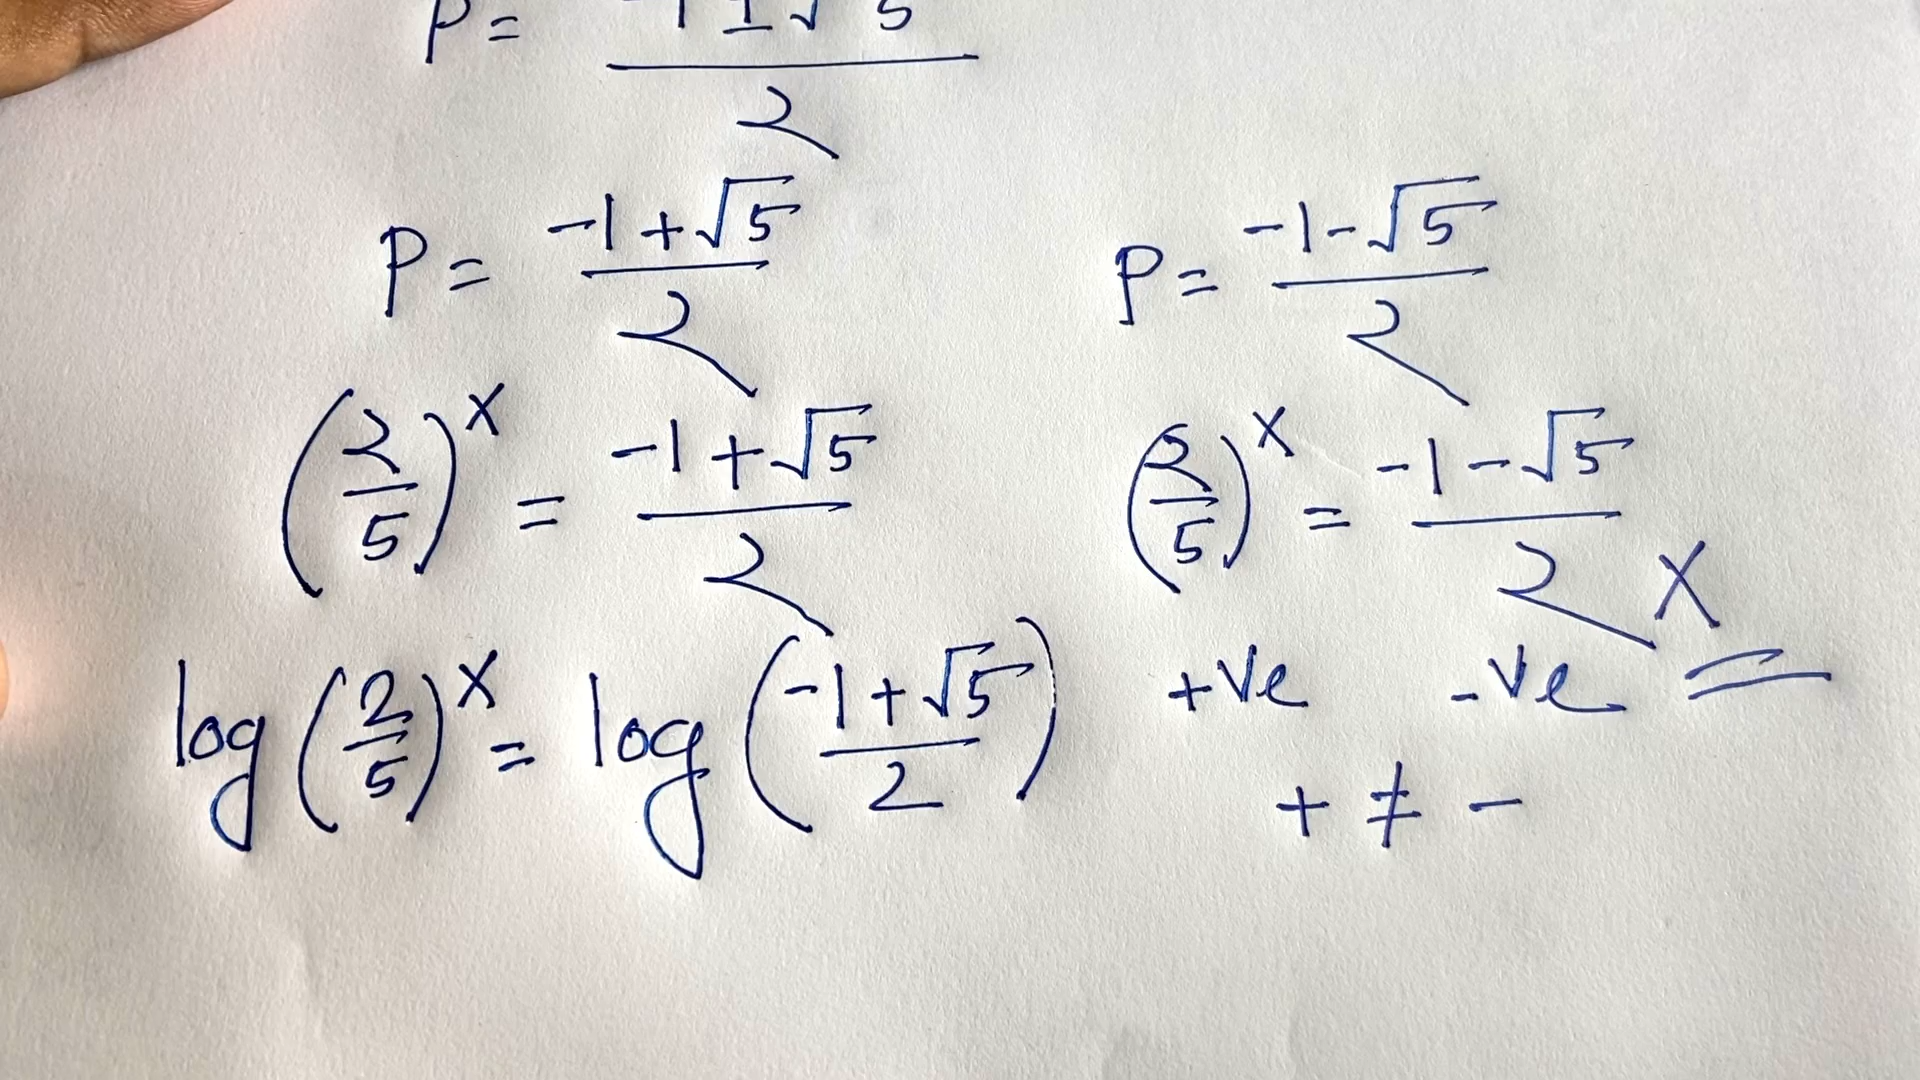 P = (-1 ± √5)/2
P = (-1 + √5)/2    P = (-1 - √5)/2
(2/5)^x = (-1 + √5)/2    (2/5)^x = (-1 - √5)/2 X
+ve    -ve
log (2/5)^x = log ((-1 + √5)/2)
+ ≠ -